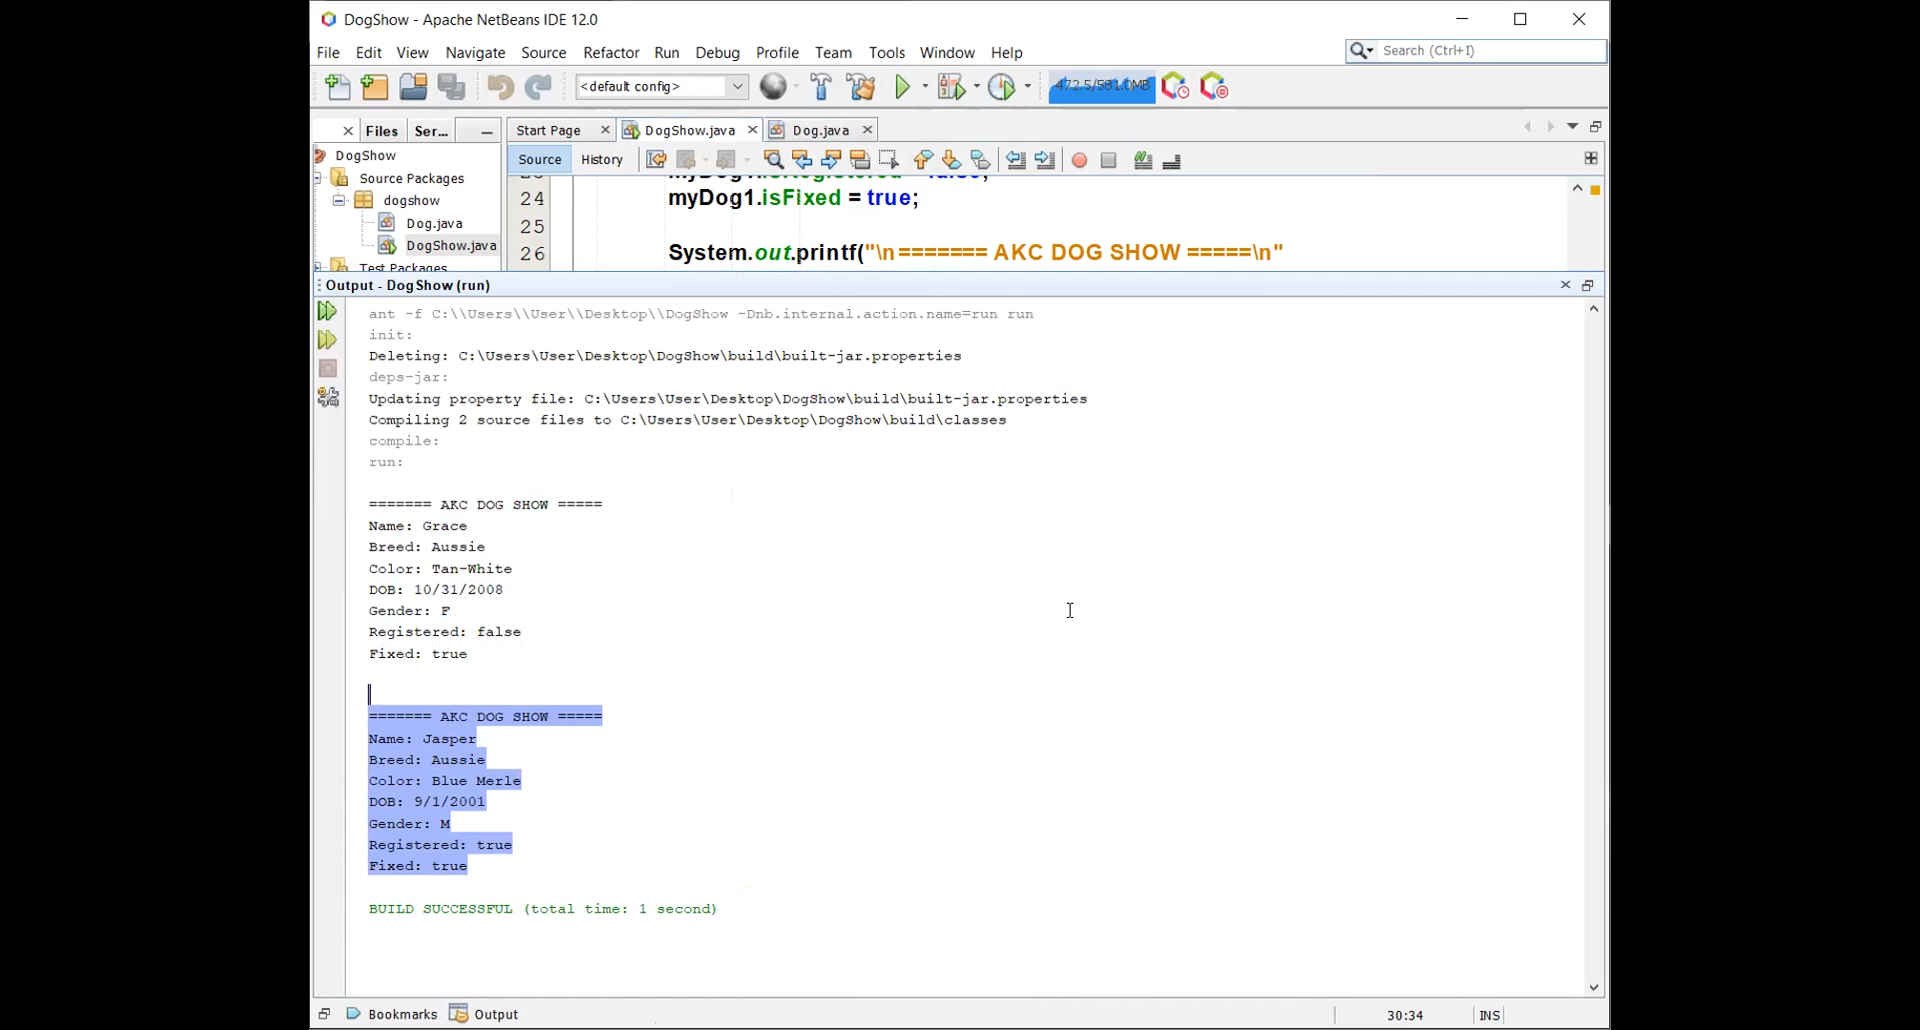 DogShow - Apache NetBeans IDE 12.0
File Edit View Navigate Source Refactor Run Debug Profile Team Tools Window Help
Search (Ctrl+I)
<default config>
472.5/581.0MB
Files Ser... Start Page DogShow.java Dog.java
Source History
DogShow
Source Packages
dogshow
Dog.java
DogShow.java
Test Packages
23 myDog1.isRegistered = false;
24 myDog1.isFixed = true;
25
26 System.out.printf("\n======= AKC DOG SHOW =====\n"
Output - DogShow (run)
ant -f C:\\Users\\User\\Desktop\\DogShow -Dnb.internal.action.name=run run
init:
Deleting: C:\Users\User\Desktop\DogShow\build\built-jar.properties
deps-jar:
Updating property file: C:\Users\User\Desktop\DogShow\build\built-jar.properties
Compiling 2 source files to C:\Users\User\Desktop\DogShow\build\classes
compile:
run:
======= AKC DOG SHOW =====
Name: Grace
Breed: Aussie
Color: Tan-White
DOB: 10/31/2008
Gender: F
Registered: false
Fixed: true
======= AKC DOG SHOW =====
Name: Jasper
Breed: Aussie
Color: Blue Merle
DOB: 9/1/2001
Gender: M
Registered: true
Fixed: true
BUILD SUCCESSFUL (total time: 1 second)
Bookmarks Output
30:34 INS